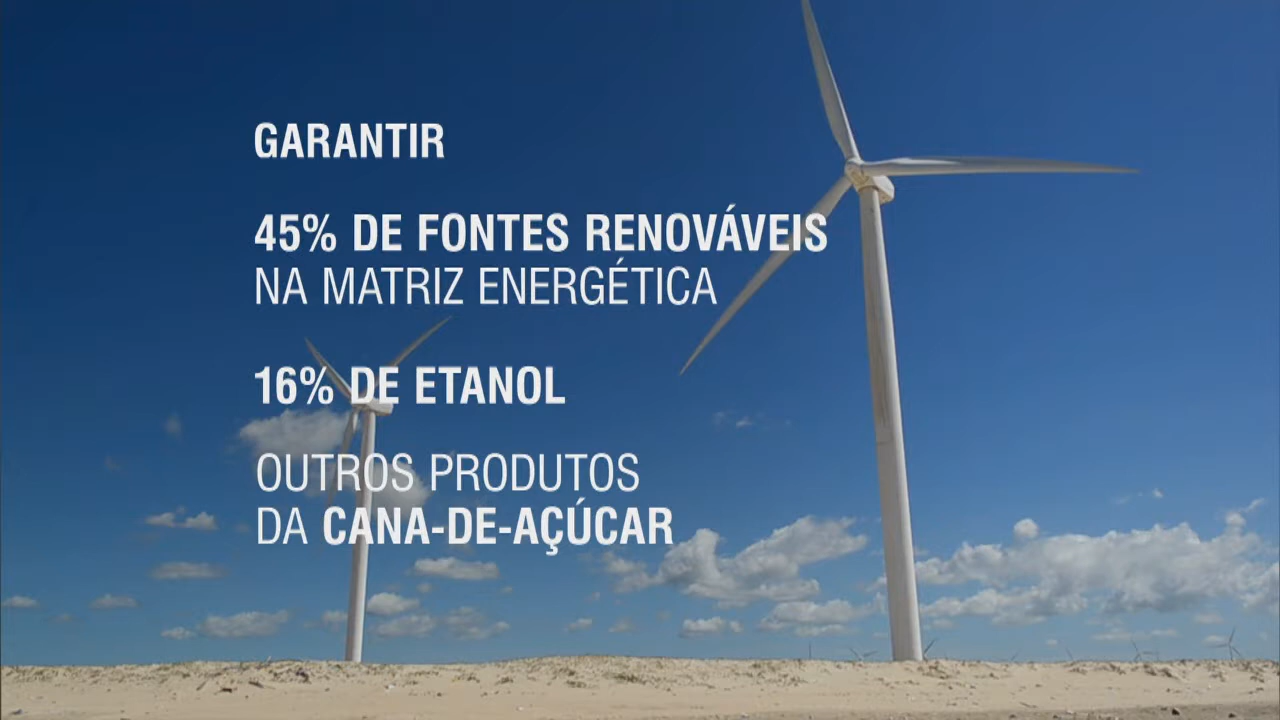 GARANTIR
45% DE FONTES RENOVÁVEIS
NA MATRIZ ENERGÉTICA
16% DE ETANOL
OUTROS PRODUTOS
DA CANA-DE-AÇÚCAR